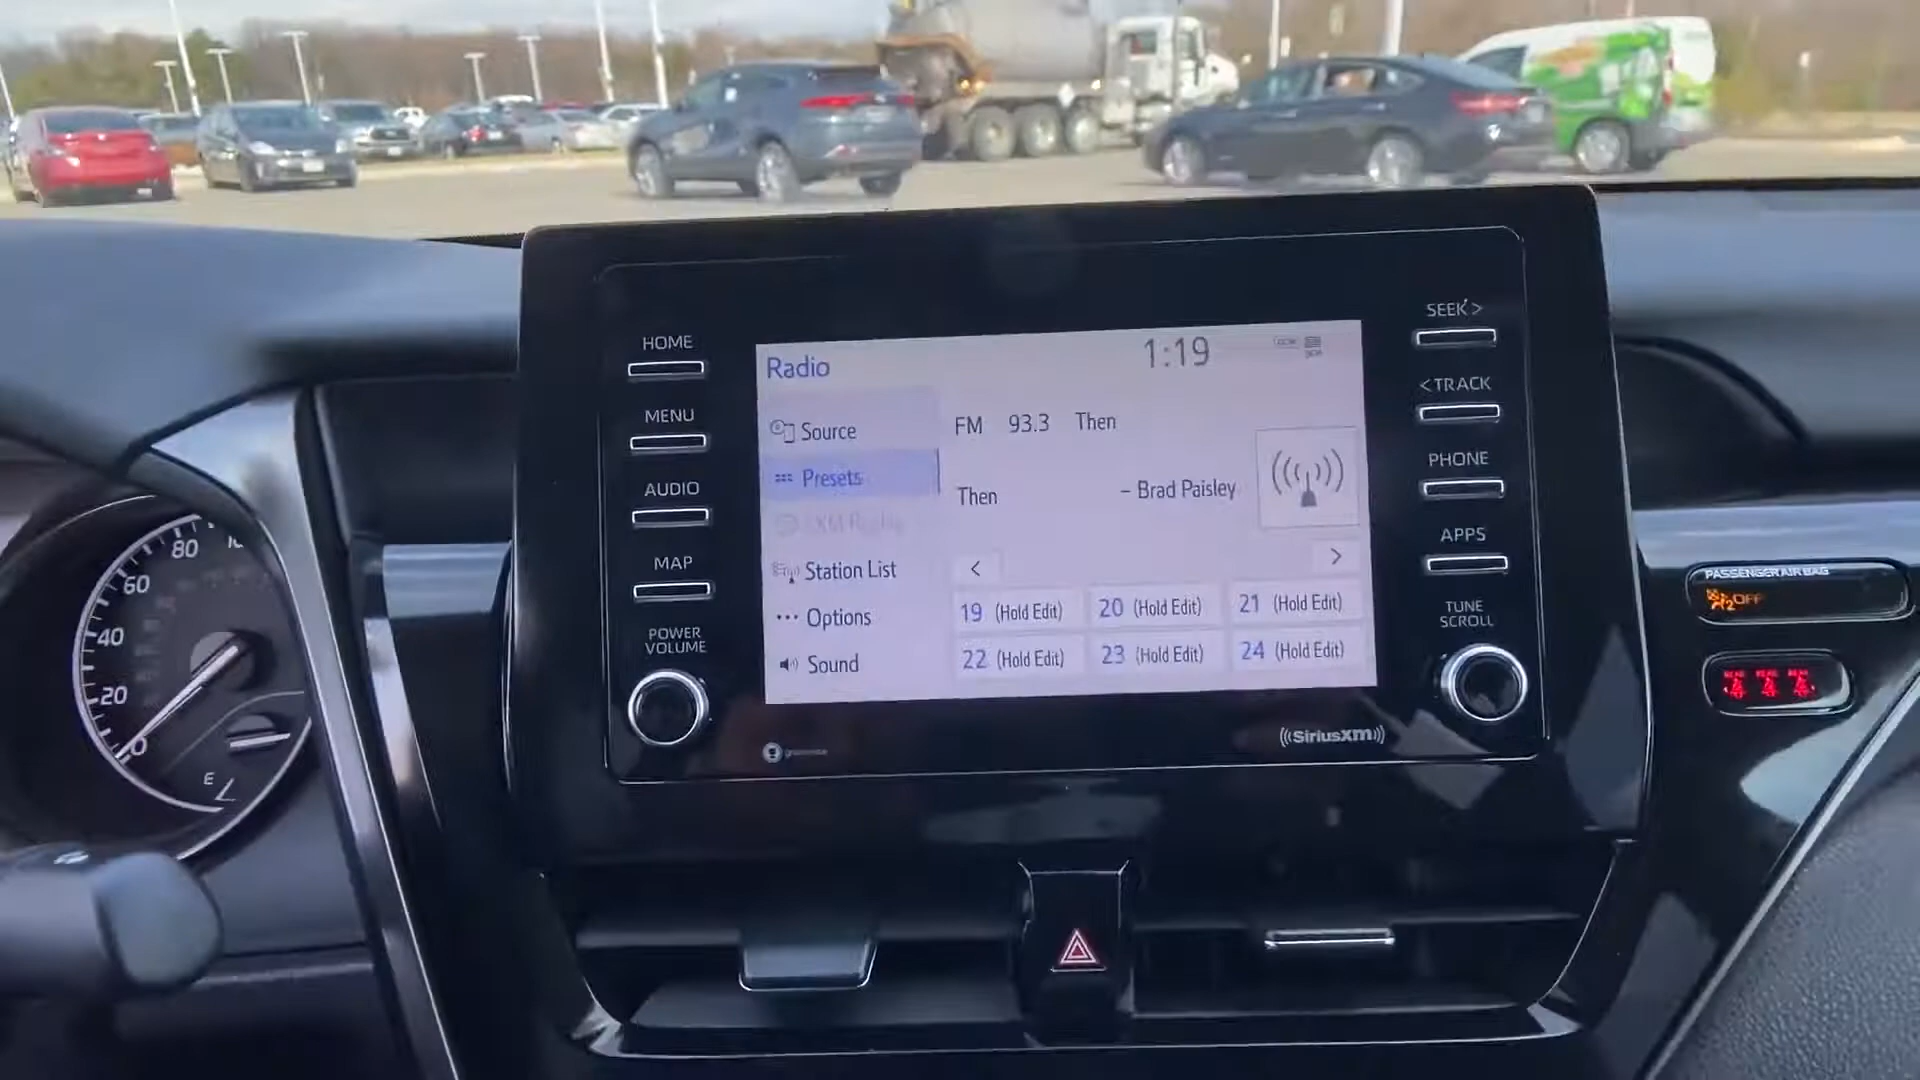 HOME
MENU
AUDIO
MAP
POWER
VOLUME
Radio
1:19
Source
Presets
Station List
Options
Sound
FM 93.3 Then
Then – Brad Paisley
<
>
19 (Hold Edit) 20 (Hold Edit) 21 (Hold Edit)
22 (Hold Edit) 23 (Hold Edit) 24 (Hold Edit)
SEEK >
< TRACK
PHONE
APPS
TUNE
SCROLL
((SiriusXM))
80
60
40
20
0
E
PASSENGER AIR BAG
OFF